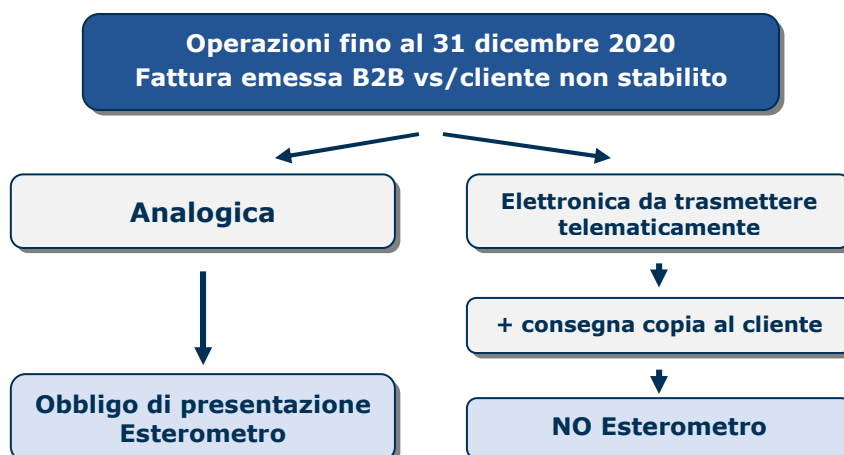 Operazioni fino al 31 dicembre 2020
Fattura emessa B2B vs/cliente non stabilito
Analogica
Elettronica da trasmettere
telematicamente
+ consegna copia al cliente
Obbligo di presentazione
Esterometro
NO Esterometro